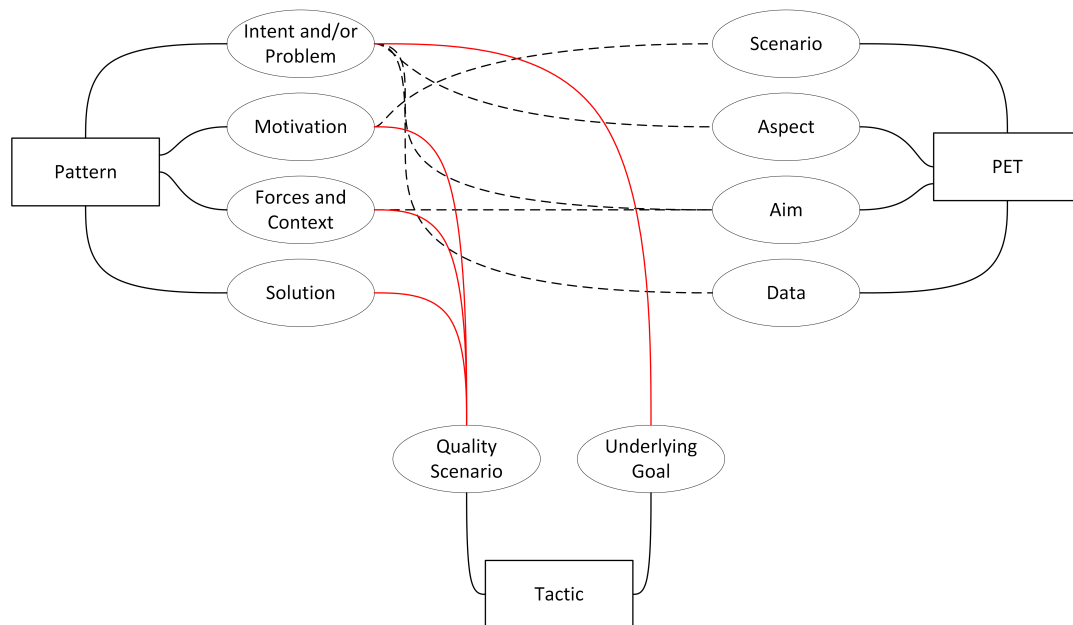 Intent and/or
Problem
Scenario
Motivation
Aspect
Pattern
PET
Forces and
Context
Aim
Solution
Data
Quality
Scenario
Underlying
Goal
Tactic